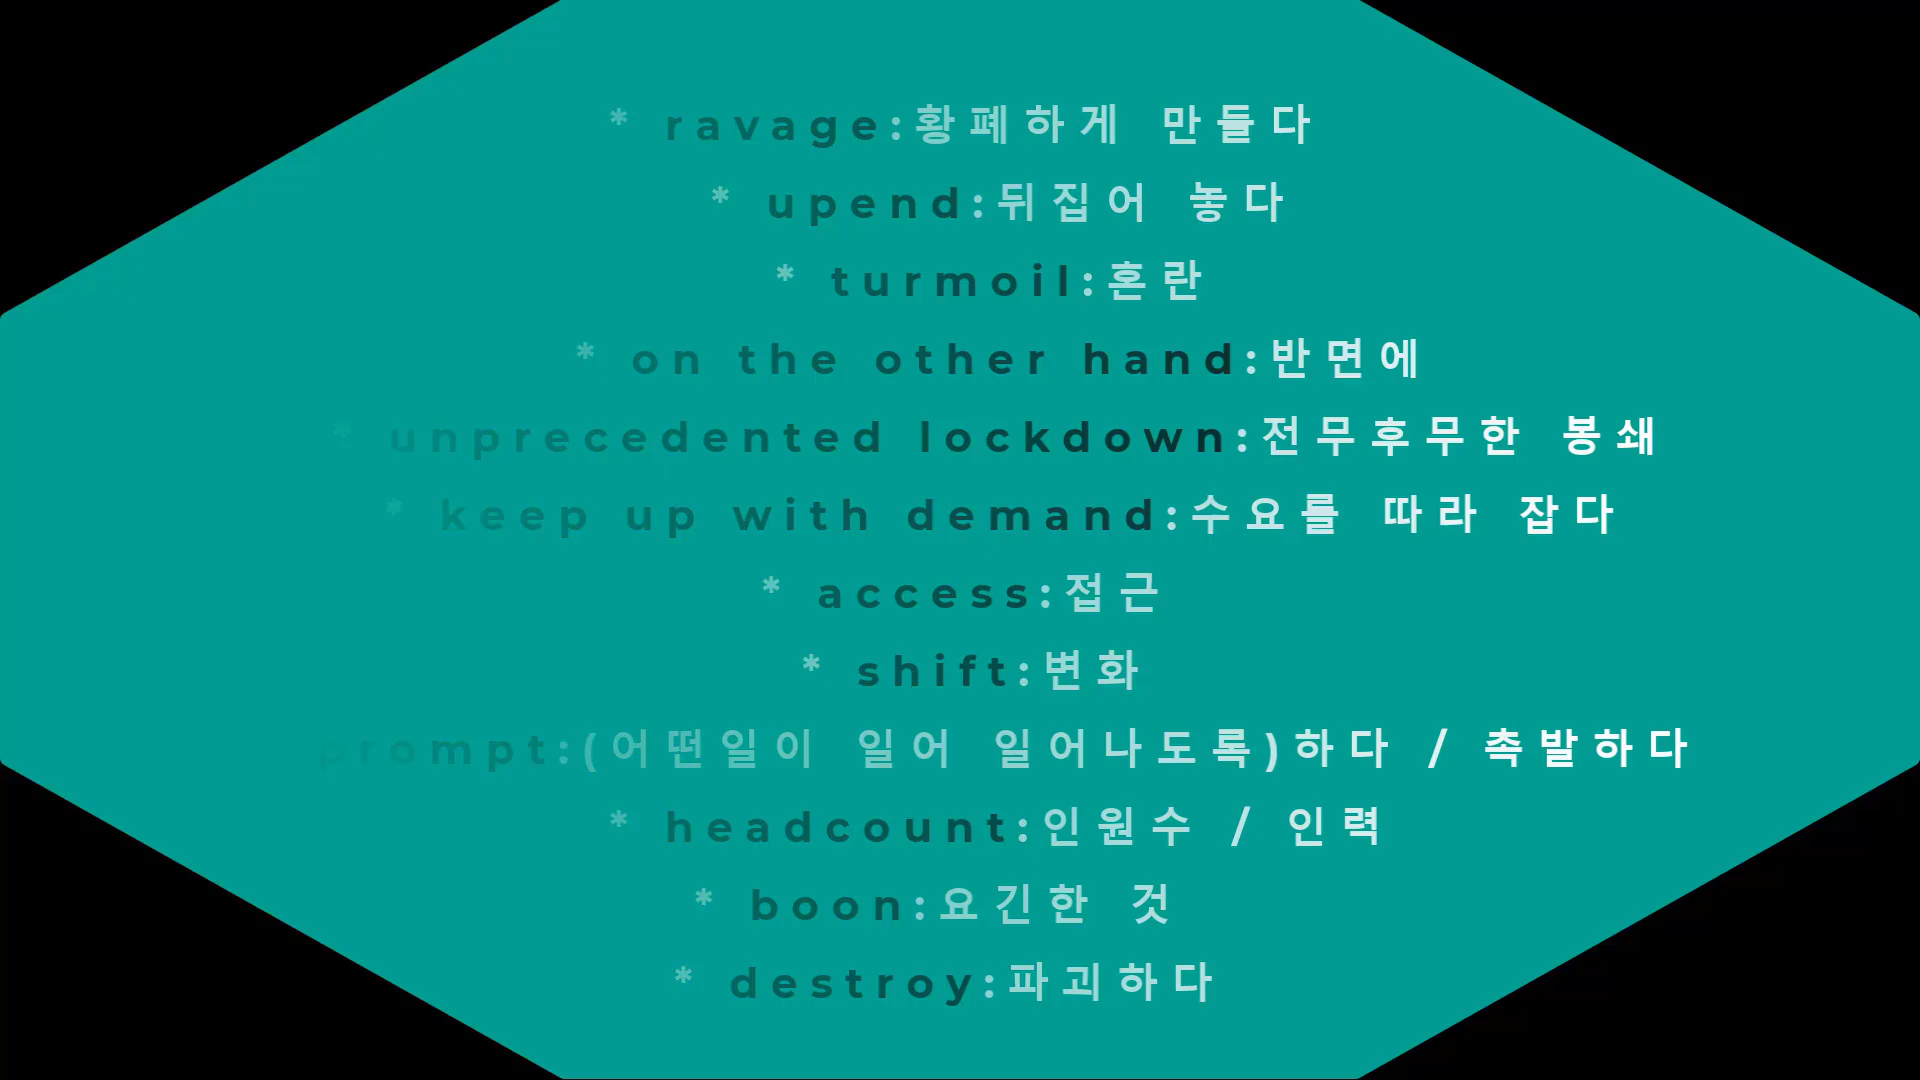 * ravage:황폐하게 만들다
* upend:뒤집어 놓다
* turmoil:혼란
* on the other hand:반면에
* unprecedented lockdown:전무후무한 봉쇄
* keep up with demand:수요를 따라 잡다
* access:접근
* shift:변화
prompt:(어떤일이 일어 일어나도록)하다 / 촉발하다
* headcount:인원수 / 인력
* boon:요긴한 것
* destroy:파괴하다